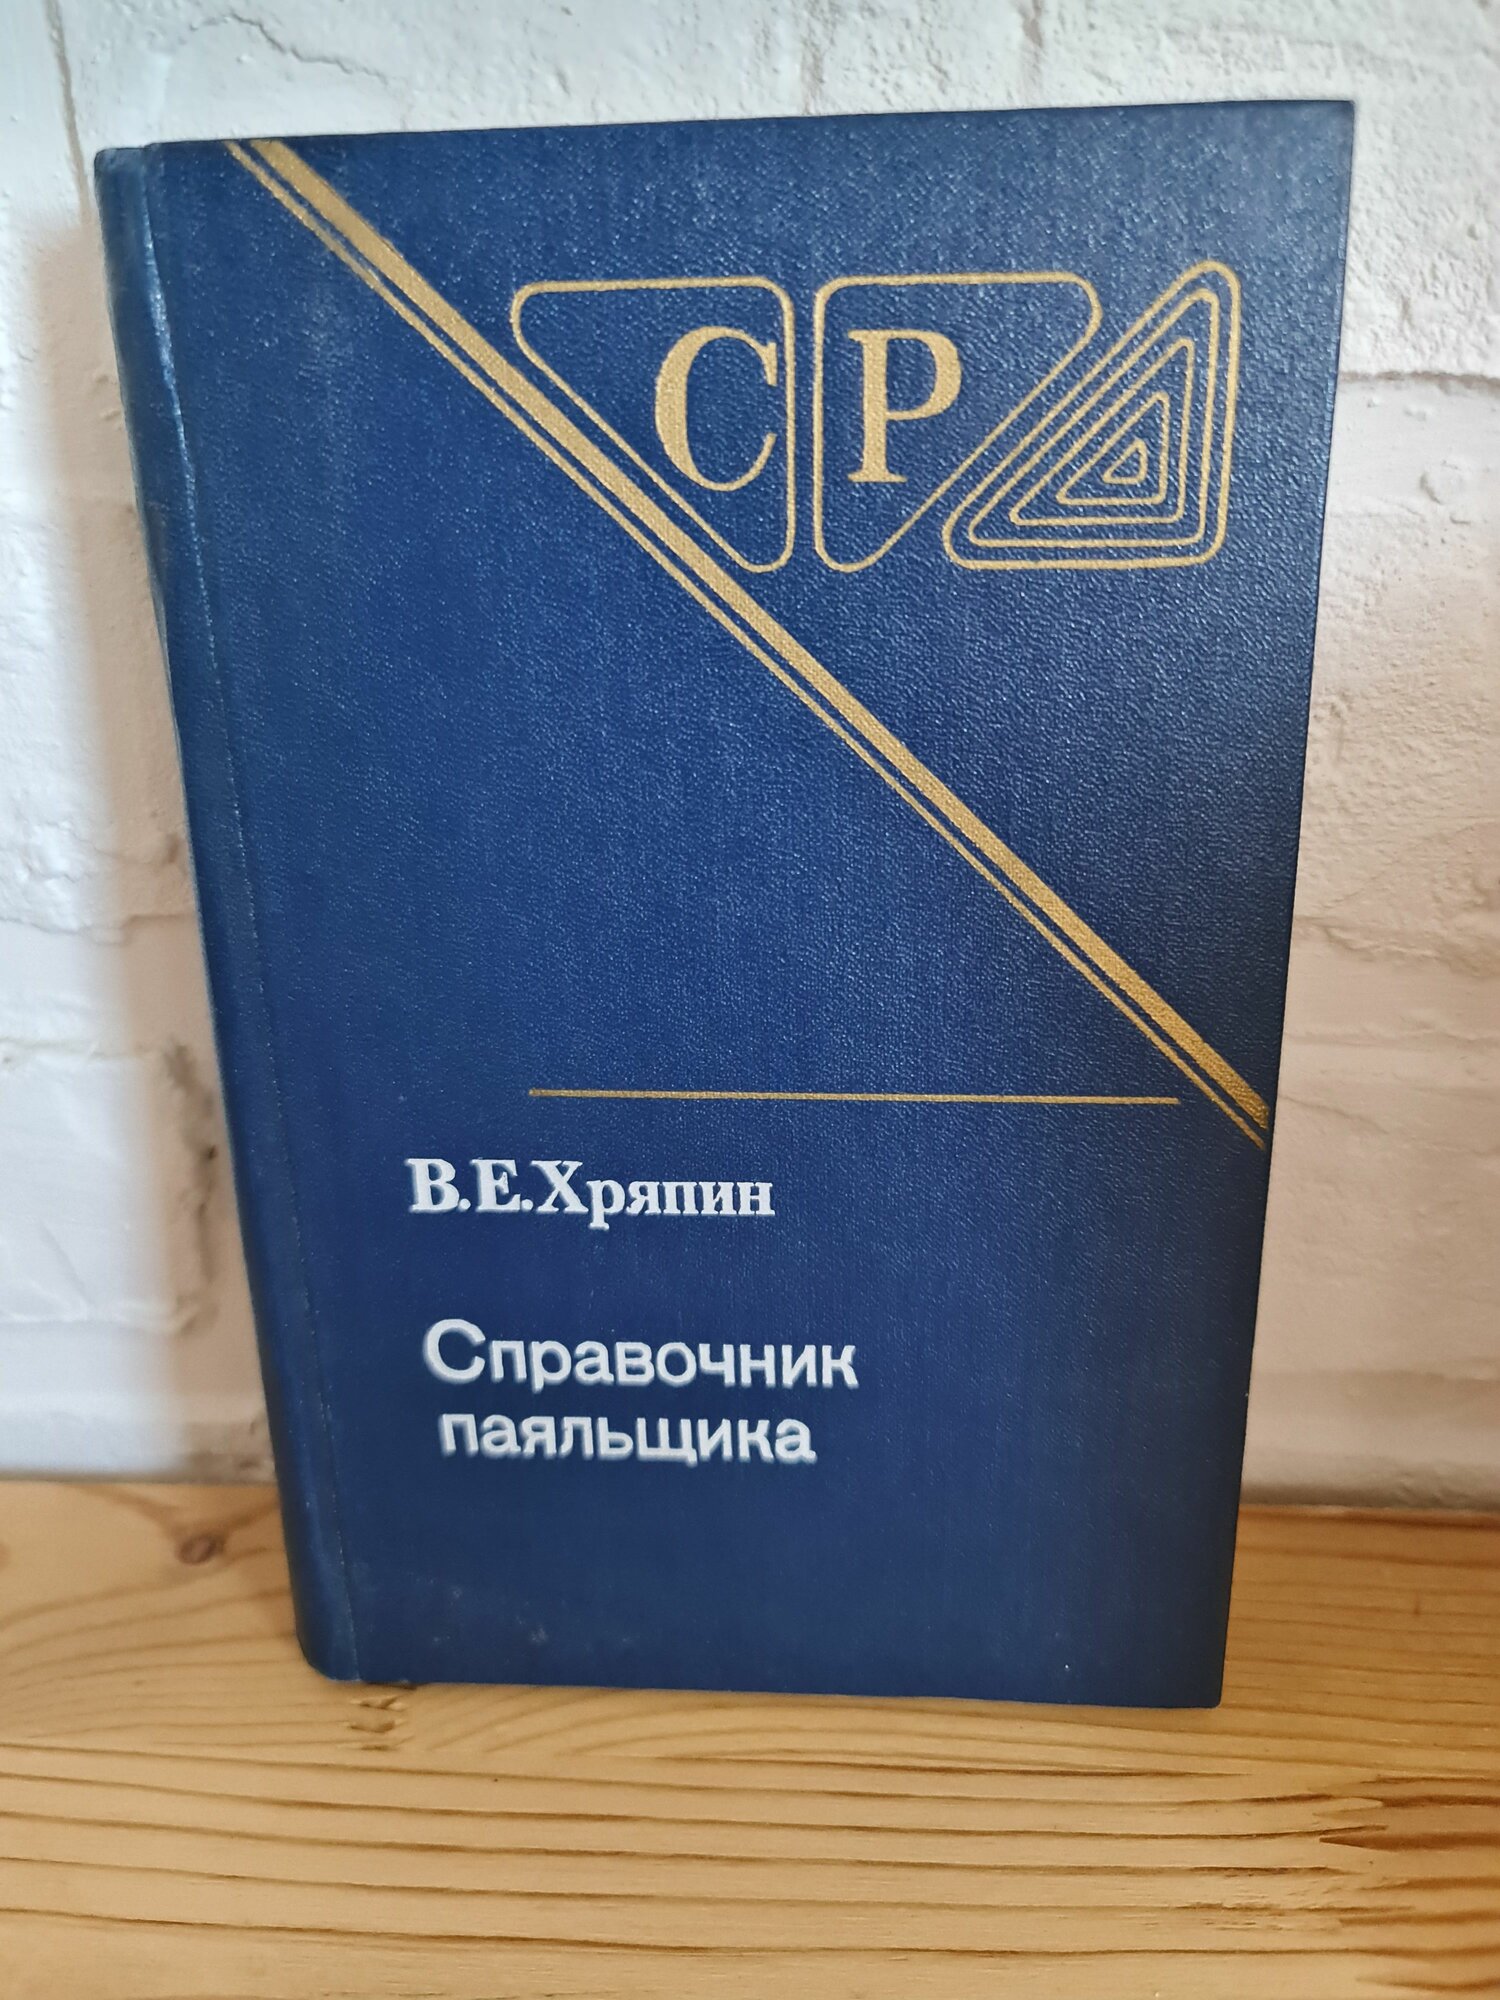 СР
В.Е.Хряпин
Справочник
паяльщика